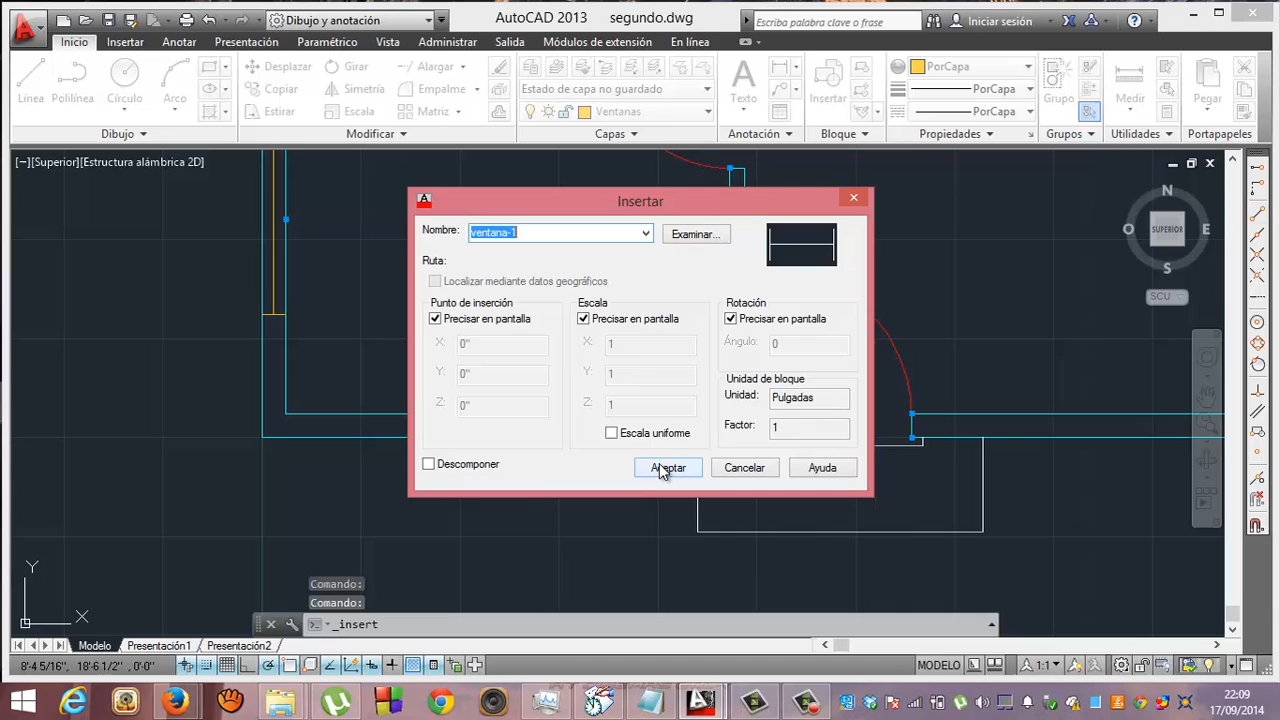 Dibujo y anotación
AutoCAD 2013 segundo.dwg
Escriba palabra clave o frase
Iniciar sesión
Inicio Insertar Anotar Presentación Paramétrico Vista Administrar Salida Módulos de extensión En línea
Línea Polilínea Círculo Arco
Desplazar Girar Alargar
Copiar Simetría Empalme
Estirar Escala Matriz
Estado de capa no guardado
Ventanas
Texto
Insertar
PorCapa
PorCapa
PorCapa
Grupo Medir Pegar
Dibujo Modificar Capas Anotación Bloque Propiedades Grupos Utilidades Portapapeles
[−][Superior][Estructura alámbrica 2D]
N
O SUPERIOR E
S
SCU
Insertar
Nombre: ventana-1 Examinar...
Ruta:
Localizar mediante datos geográficos
Punto de inserción Escala Rotación
Precisar en pantalla Precisar en pantalla Precisar en pantalla
X: 0" X: 1 Ángulo: 0
Y: 0" Y: 1
Z: 0" Z: 1
Unidad de bloque
Unidad: Pulgadas
Factor: 1
Escala uniforme
Descomponer
Aceptar Cancelar Ayuda
Y
X
Comando:
Comando:
_insert
Modelo Presentación1 Presentación2
8'-4 5/16", 18'-6 1/2", 0'-0"
MODELO
1:1
22:09
17/09/2014